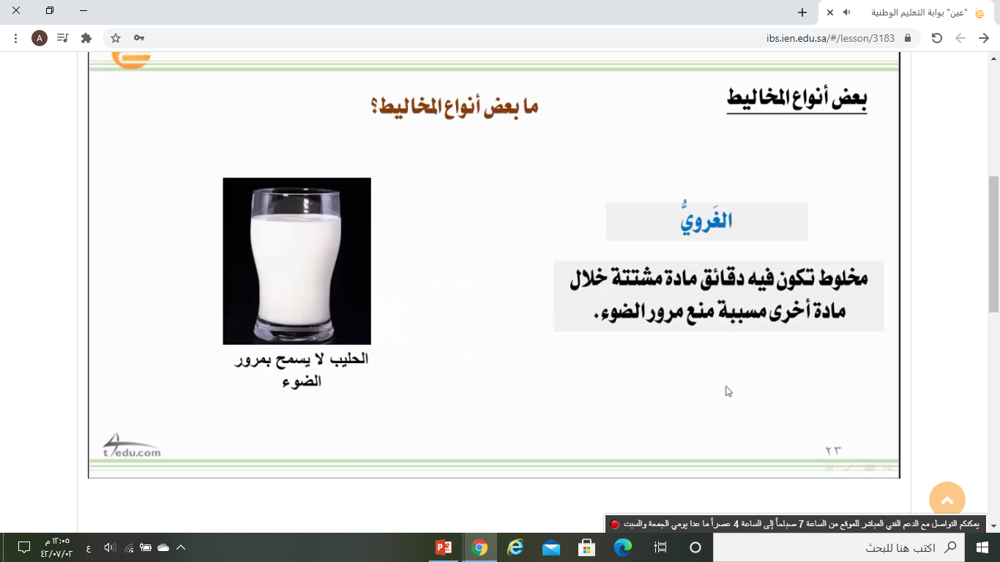 "عين" بوابة التعليم الوطنية
ibs.ien.edu.sa/#/lesson/3183
A
بعض أنواع المخاليط
ما بعض أنواع المخاليط؟
الغَرويُّ
مخلوط تكون فيه دقائق مادة مشتتة خلال
مادة أخرى مسببة منع مرور الضوء.
الحليب لا يسمح بمرور
الضوء
t4edu.com
٢٣
يمكنكم التواصل مع الدعم الفني المباشر للموقع من الساعة 7 صباحاً إلى الساعة 4 عصراً ما عدا يومي الجمعة والسبت
اكتب هنا للبحث
ع
١٢:٠٥ م
٤٢/٠٧/٠٢